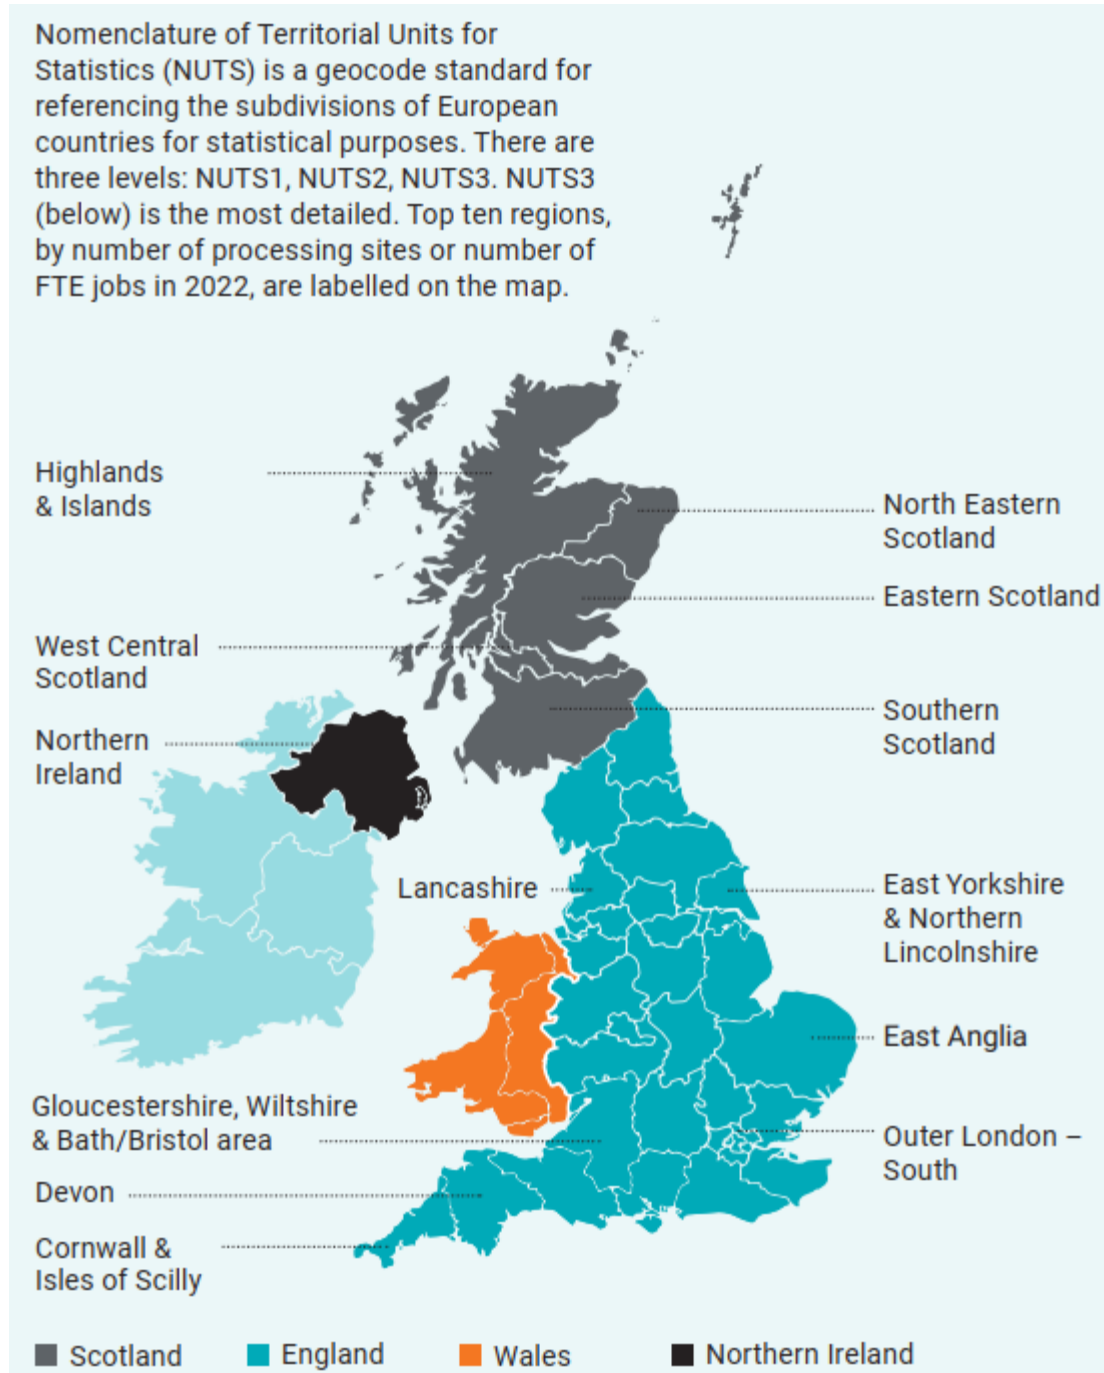 Nomenclature of Territorial Units for
Statistics (NUTS) is a geocode standard for
referencing the subdivisions of European
countries for statistical purposes. There are
three levels: NUTS1, NUTS2, NUTS3. NUTS3
(below) is the most detailed. Top ten regions,
by number of processing sites or number of
FTE jobs in 2022, are labelled on the map.
Highlands
& Islands
North Eastern
Scotland
Eastern Scotland
West Central
Scotland
Southern
Scotland
Northern
Ireland
Lancashire
East Yorkshire
& Northern
Lincolnshire
East Anglia
Gloucestershire, Wiltshire
& Bath/Bristol area
Outer London –
South
Devon
Cornwall &
Isles of Scilly
Scotland England Wales Northern Ireland